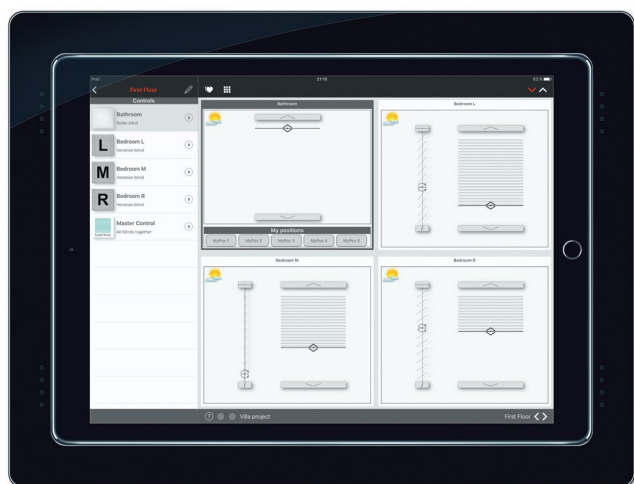 iPad
21:15
83 %
First Floor
Controls
Bathroom
Roller blind
L
Bedroom L
Venetian blind
M
Bedroom M
Venetian blind
R
Bedroom R
Venetian blind
Master Control
All blinds together
Bathroom
My positions
MyPos 1
MyPos 2
MyPos 3
MyPos 4
MyPos 5
Bedroom L
Bedroom M
Bedroom R
?
Villa project
First Floor